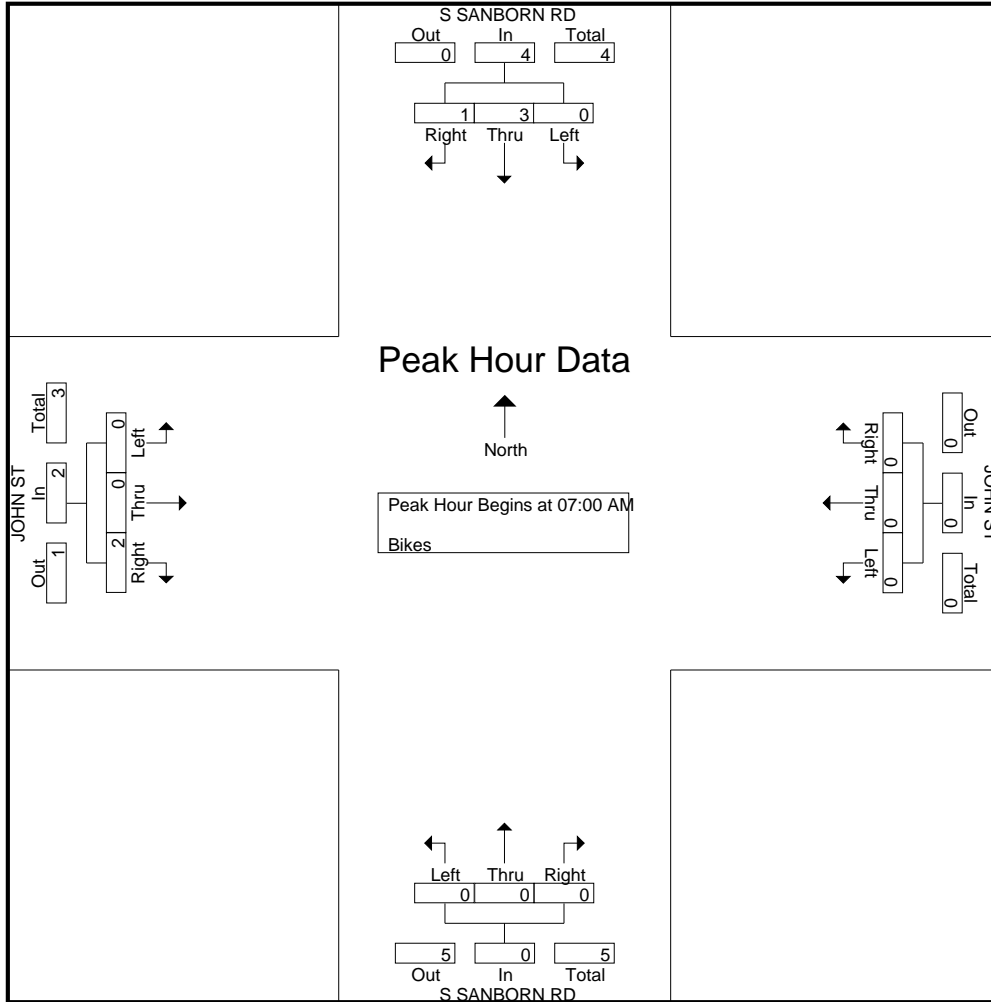 S SANBORN RD
Out In Total
0 4 4
1 3 0
Right Thru Left
Peak Hour Data
North
Peak Hour Begins at 07:00 AM
Bikes
JOHN ST
Total In Out
3 2 1
0 0 2
Left Thru Right
Right Thru Left
0 0 0
Out In Total
0 0 0
JOHN ST
Left Thru Right
0 0 0
5 0 5
Out In Total
S SANBORN RD